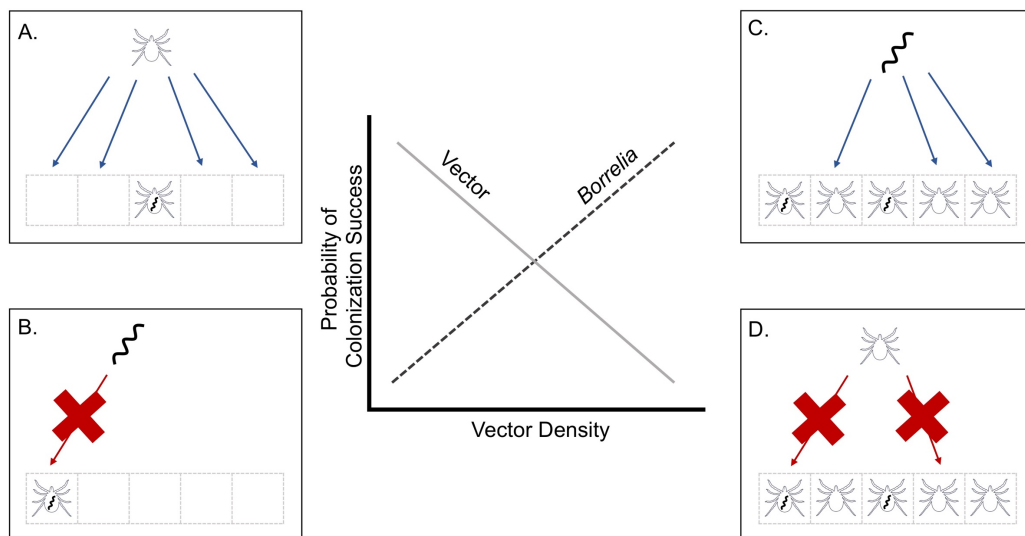 A.
B.
Probability of
Colonization Success
Vector
Borrelia
Vector Density
C.
D.